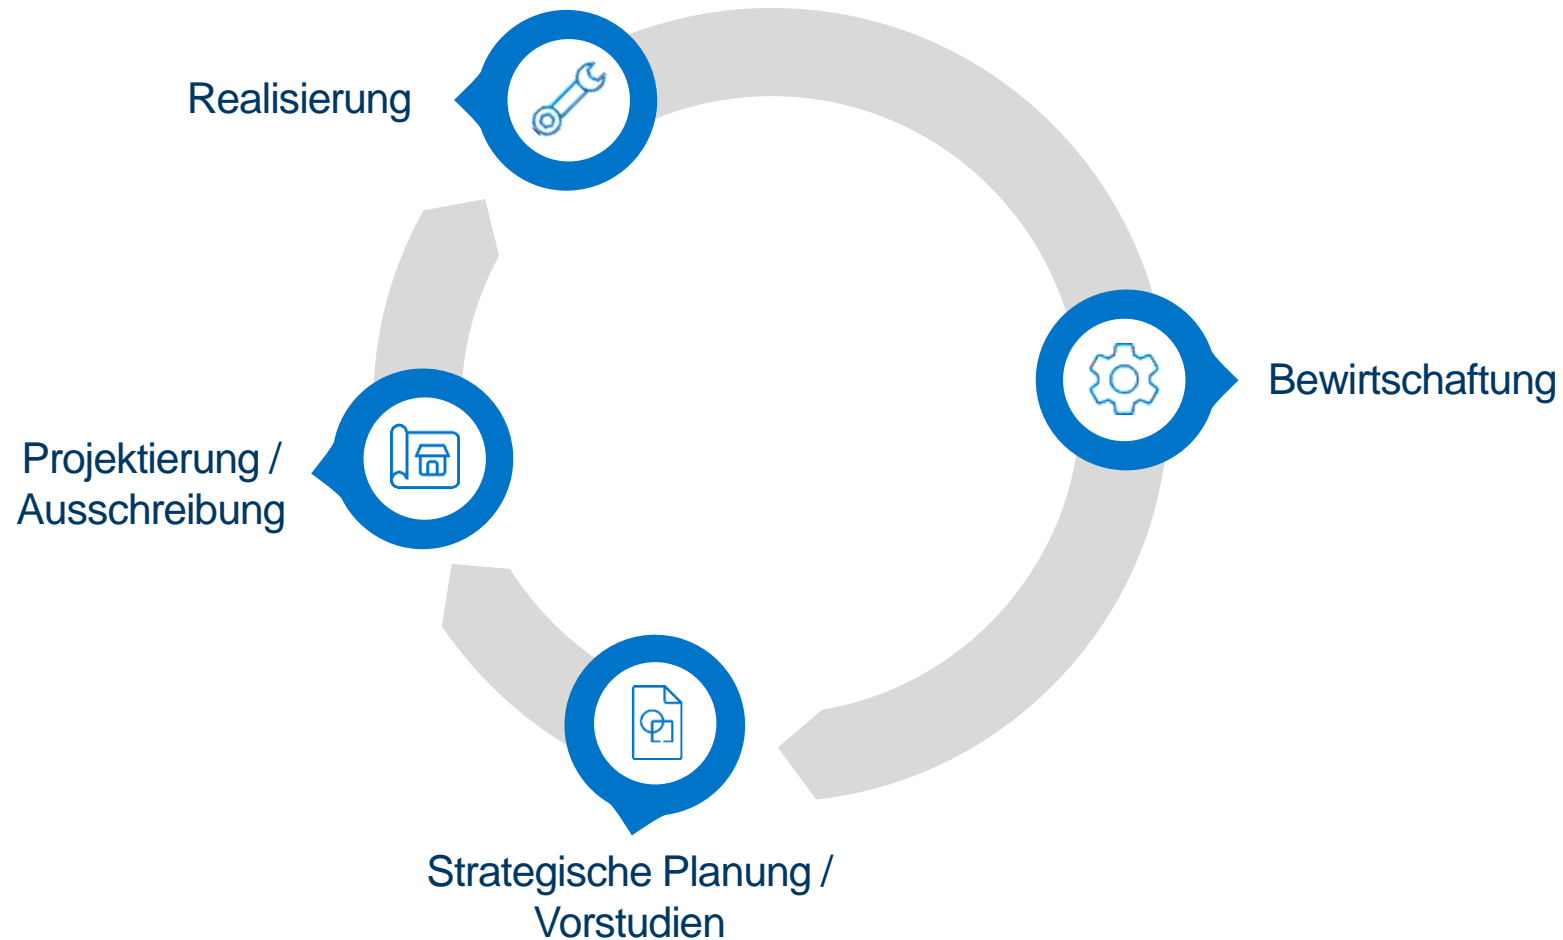 Realisierung
Bewirtschaftung
Projektierung /
Ausschreibung
Strategische Planung /
Vorstudien